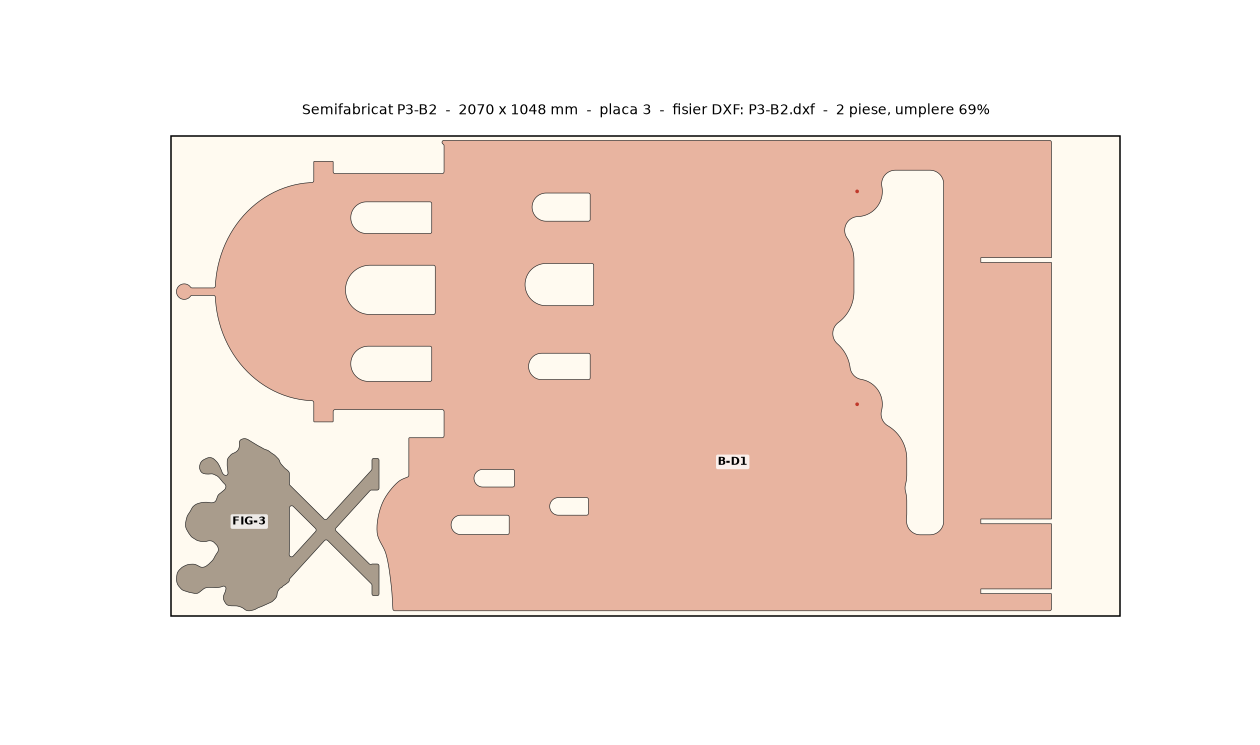 Semifabricat P3-B2 - 2070 x 1048 mm - placa 3 - fisier DXF: P3-B2.dxf - 2 piese, umplere 69%
B-D1
FIG-3